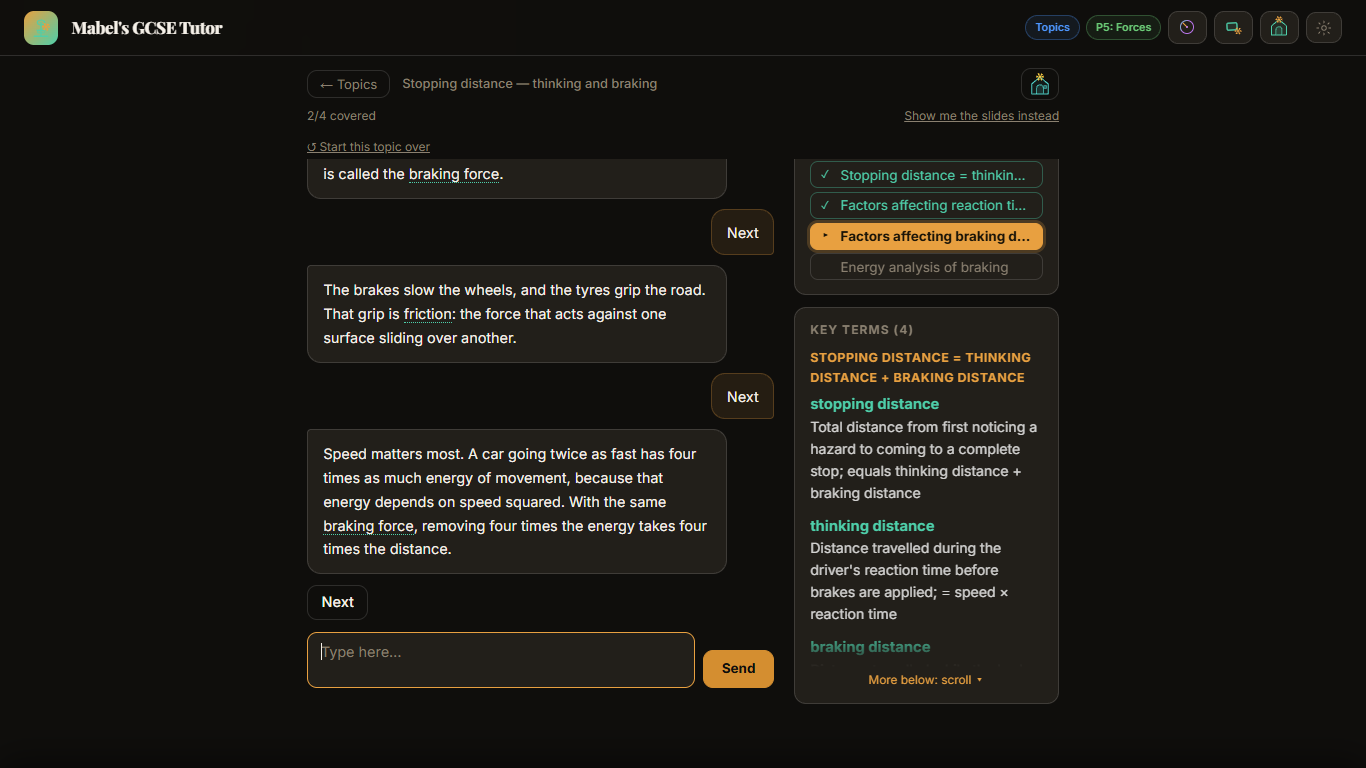 Mabel's GCSE Tutor
Topics
P5: Forces
← Topics
Stopping distance — thinking and braking
2/4 covered
Show me the slides instead
↺ Start this topic over
is called the braking force.
Next
The brakes slow the wheels, and the tyres grip the road.
That grip is friction: the force that acts against one
surface sliding over another.
Next
Speed matters most. A car going twice as fast has four
times as much energy of movement, because that
energy depends on speed squared. With the same
braking force, removing four times the energy takes four
times the distance.
Next
Type here...
Send
✓ Stopping distance = thinkin...
✓ Factors affecting reaction ti...
▸ Factors affecting braking d...
Energy analysis of braking
KEY TERMS (4)
STOPPING DISTANCE = THINKING
DISTANCE + BRAKING DISTANCE
stopping distance
Total distance from first noticing a
hazard to coming to a complete
stop; equals thinking distance +
braking distance
thinking distance
Distance travelled during the
driver's reaction time before
brakes are applied; = speed ×
reaction time
braking distance
More below: scroll ▾